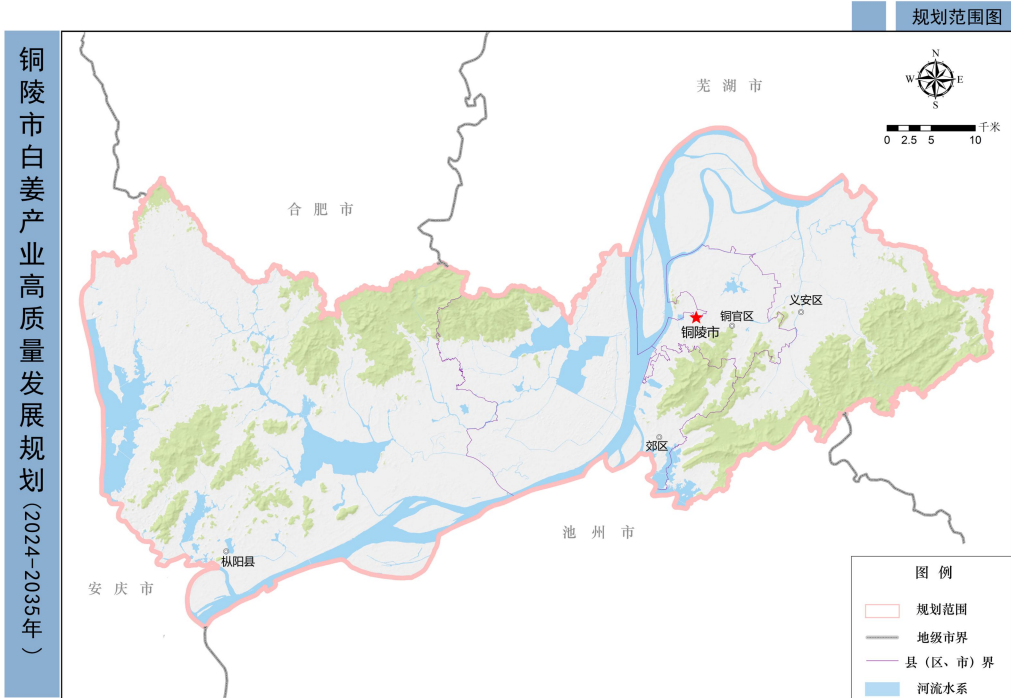 规划范围图
铜陵市白姜产业高质量发展规划(2024-2035年)
芜湖市
N
W
E
S
千米
0 2.5 5 10
合肥市
义安区
铜官区
铜陵市
郊区
池州市
枞阳县
安庆市
图例
规划范围
地级市界
县（区、市）界
河流水系